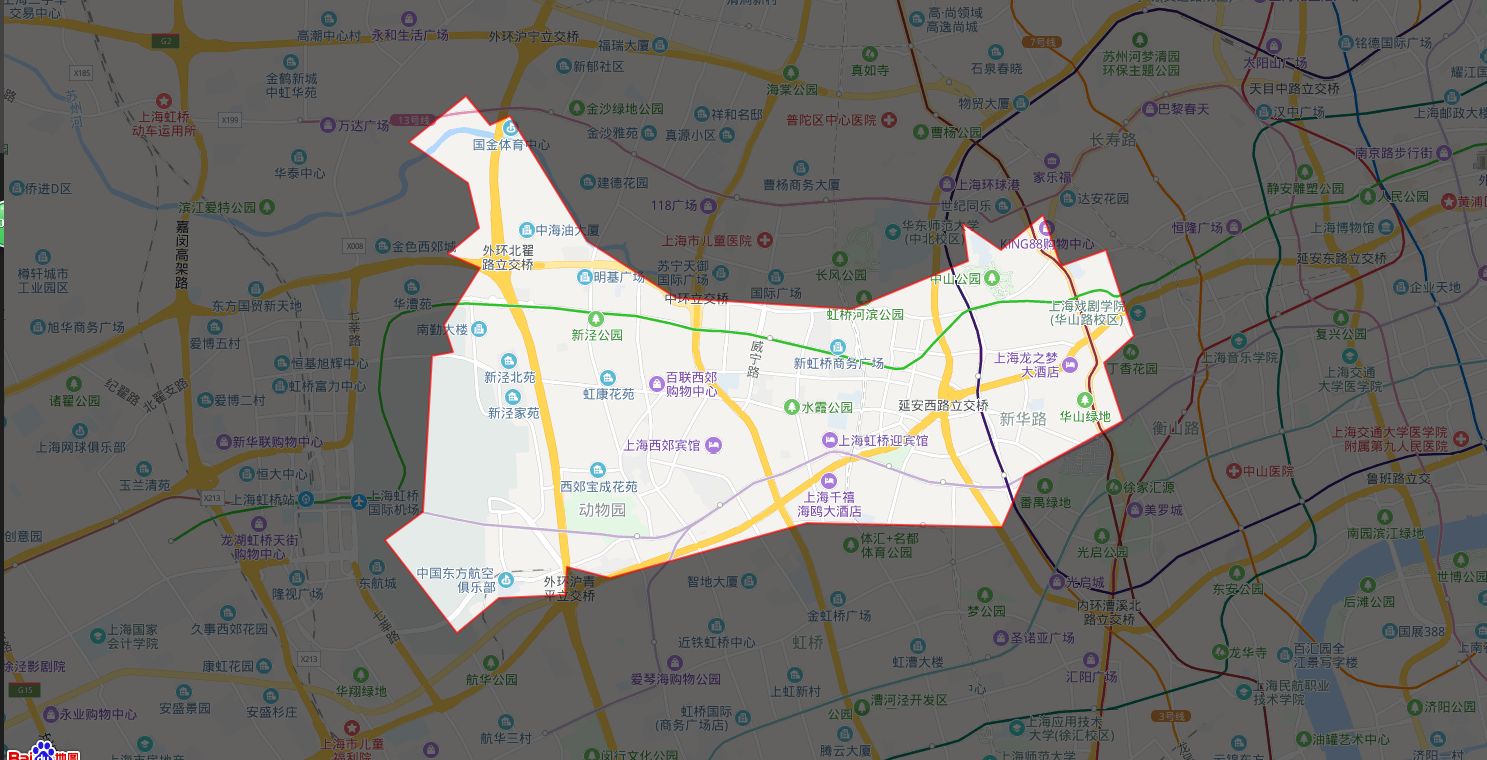 交易中心
高潮中心村
永和生活广场
外环沪宁立交桥
福瑞大厦
高·尚领域
高逸尚城
7号线
苏州河梦清园
环保主题公园
太阳山广场
铭德国际广场
G2
X185
金鹤新城
中虹华苑
新郁社区
真如寺
石泉春晓
海棠公园
天目中路立交桥
耀江国
路
苏州河
上海虹桥
动车运用所
X199
万达广场
13号线
金沙绿地公园
祥和名邸
物贸大厦
巴黎春天
汉中广场
上海邮政大楼
金沙雅苑
真源小区
普陀区中心医院
曹杨公园
长寿路
国金体育中心
南京路步行街
华泰中心
侨进D区
建德花园
曹杨商务大厦
家乐福
上海环球港
静安雕塑公园
人民公园
滨江爱特公园
118广场
世纪同乐
达安花园
黄浦区
嘉闵高架路
X008
金色西郊城
中海油大厦
上海市儿童医院
华东师范大学
(中北校区)
KING88购物中心
恒隆广场
上海博物馆
外环北翟
路立交桥
樽轩城市
工业园区
明基广场
苏宁天御
国际广场
国际广场
长风公园
中山公园
延安东路立交桥
企业天地
东方国贸新天地
华漕苑
中环立交桥
虹桥河滨公园
上海戏剧学院
(华山路校区)
复兴公园
旭华商务广场
爱博五村
七莘路
南勤大楼
新泾公园
威宁路
新虹桥商务广场
上海龙之梦
大酒店
丁香花园
上海音乐学院
上海交通
大学医学院
恒基旭辉中心
虹桥富力中心
新泾北苑
虹康花苑
百联西郊
购物中心
诸翟公园
纪翟路
北翟支路
爱博二村
新泾家苑
水霞公园
延安西路立交桥
新华路
华山绿地
衡山路
上海网球俱乐部
新华联购物中心
上海西郊宾馆
上海虹桥迎宾馆
上海交通大学医学院
附属第九人民医院
玉兰清苑
恒大中心
西郊宝成花苑
中山医院
鲁班路立交
X213
上海虹桥站
上海虹桥
国际机场
动物园
上海千禧
海鸥大酒店
番禺绿地
徐家汇源
美罗城
创意园
龙湖虹桥天街
购物中心
体汇+名都
体育公园
光启公园
南园滨江绿地
东航城
中国东方航空
俱乐部
外环沪青
平立交桥
智地大厦
光启城
世博公园
隆视广场
梦公园
东安公园
后滩公园
久事西郊花园
七莘路
金虹桥广场
内环漕溪北
路立交桥
上海国家
会计学院
近铁虹桥中心
虹桥
圣诺亚广场
国展388
徐泾影剧院
康虹花园
X213
航华公园
爱琴海购物公园
虹漕大楼
汇阳广场
龙华寺
百汇园全
江景写字楼
G15
华翔绿地
上虹新村
上海民航职业
技术学院
永业购物中心
安盛景园
安盛杉庄
虹桥国际
(商务广场店)
漕河泾开发区
公园
3号线
济阳公园
上海市儿童
福利院
航华三村
闵行文化公园
腾云大厦
上海应用技术
大学(徐汇校区)
油罐艺术中心
济阳一村
Bai 地图